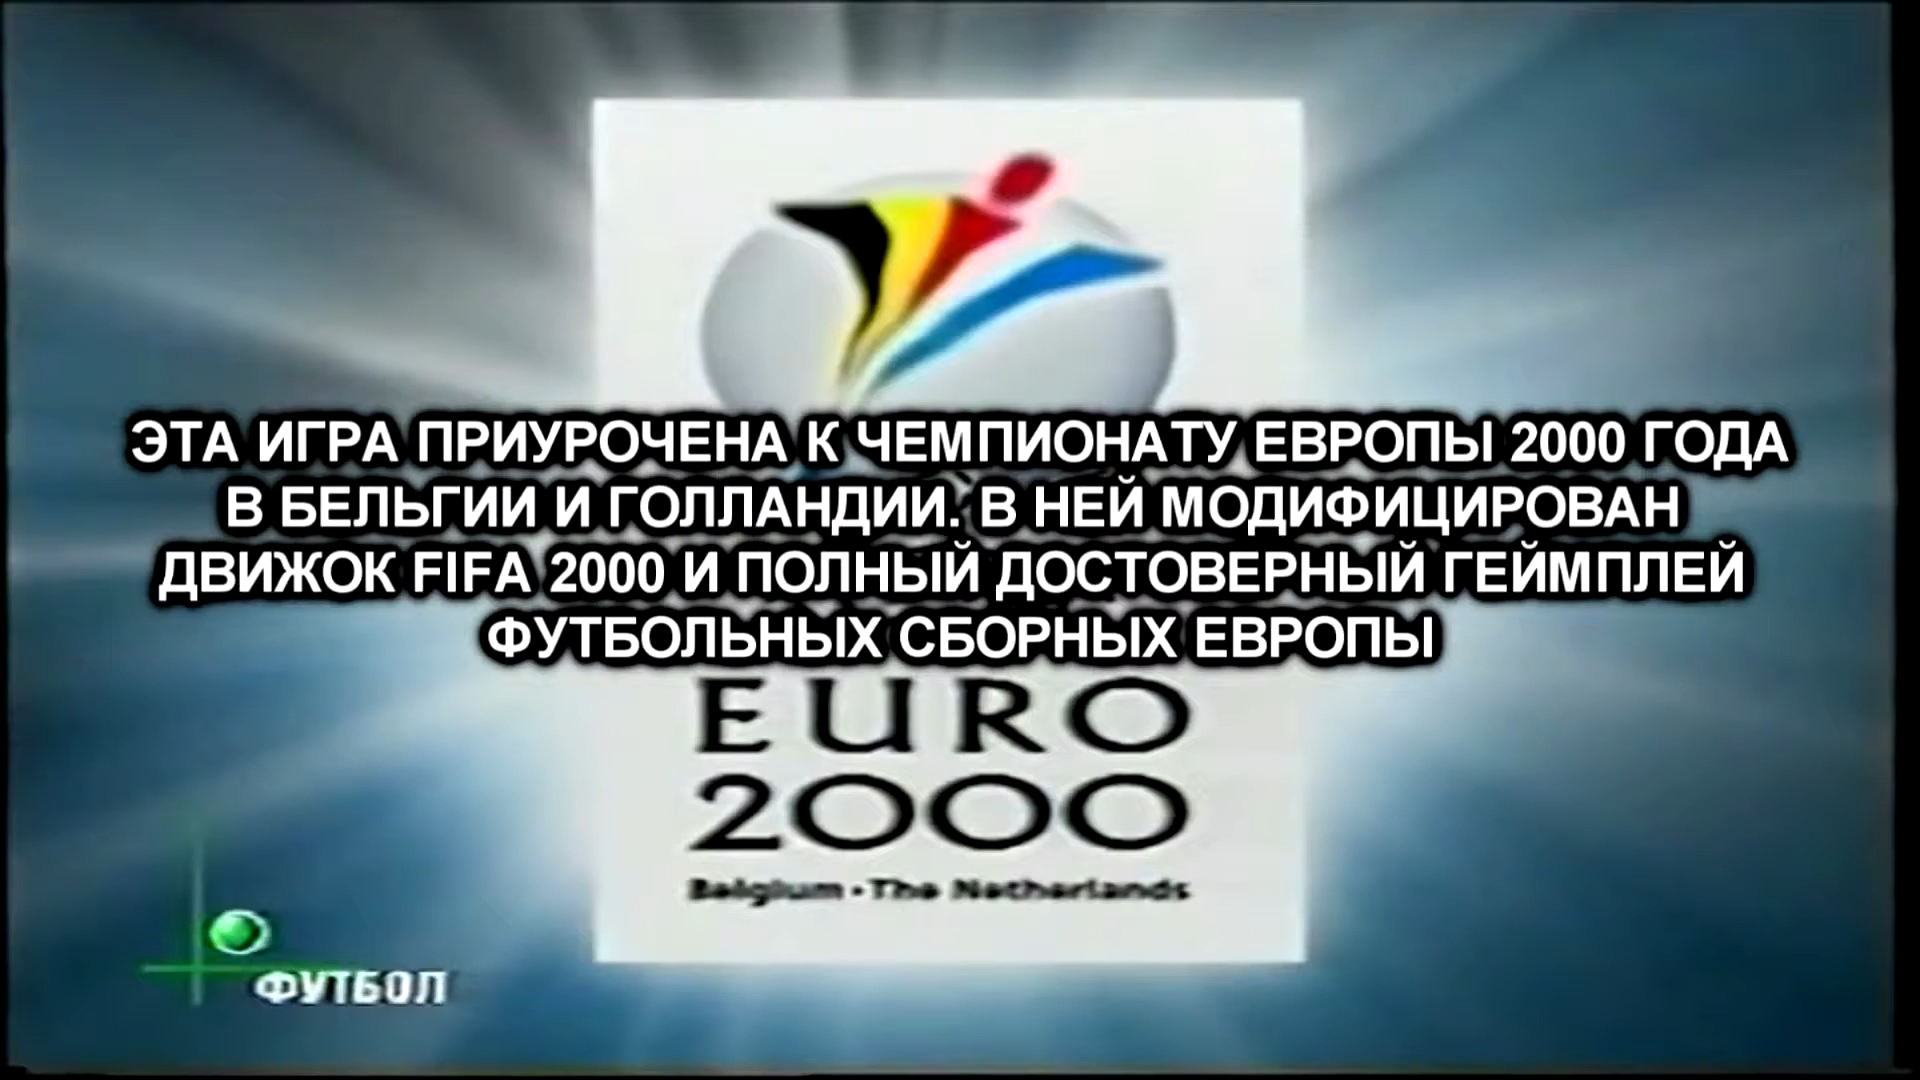 ЭТА ИГРА ПРИУРОЧЕНА К ЧЕМПИОНАТУ ЕВРОПЫ 2000 ГОДА
В БЕЛЬГИИ И ГОЛЛАНДИИ. В НЕЙ МОДИФИЦИРОВАН
ДВИЖОК FIFA 2000 И ПОЛНЫЙ ДОСТОВЕРНЫЙ ГЕЙМПЛЕЙ
ФУТБОЛЬНЫХ СБОРНЫХ ЕВРОПЫ
EURO
2000
Belgium • The Netherlands
ФУТБОЛ